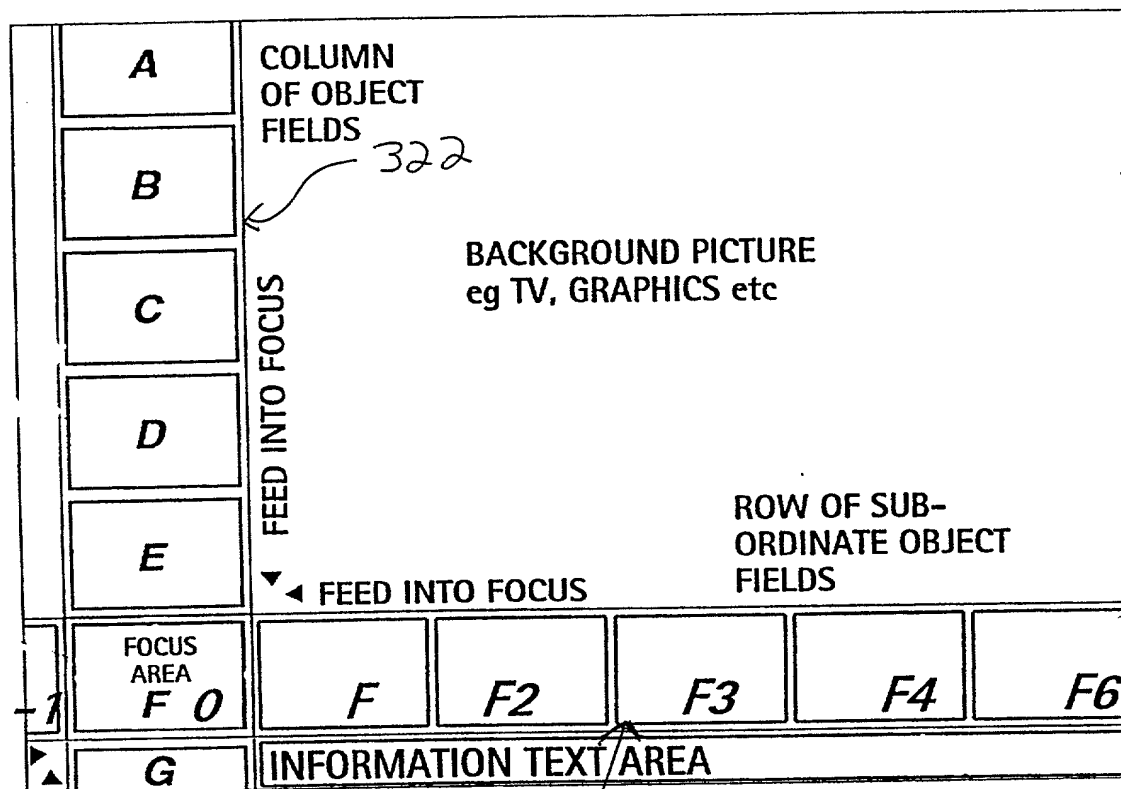 A
COLUMN
OF OBJECT
FIELDS
322
B
BACKGROUND PICTURE
eg TV, GRAPHICS etc
C
FEED INTO FOCUS
D
ROW OF SUB-
ORDINATE OBJECT
FIELDS
E
FEED INTO FOCUS
FOCUS
AREA
-1
F 0
F
F2
F3
F4
F6
G
INFORMATION TEXT AREA